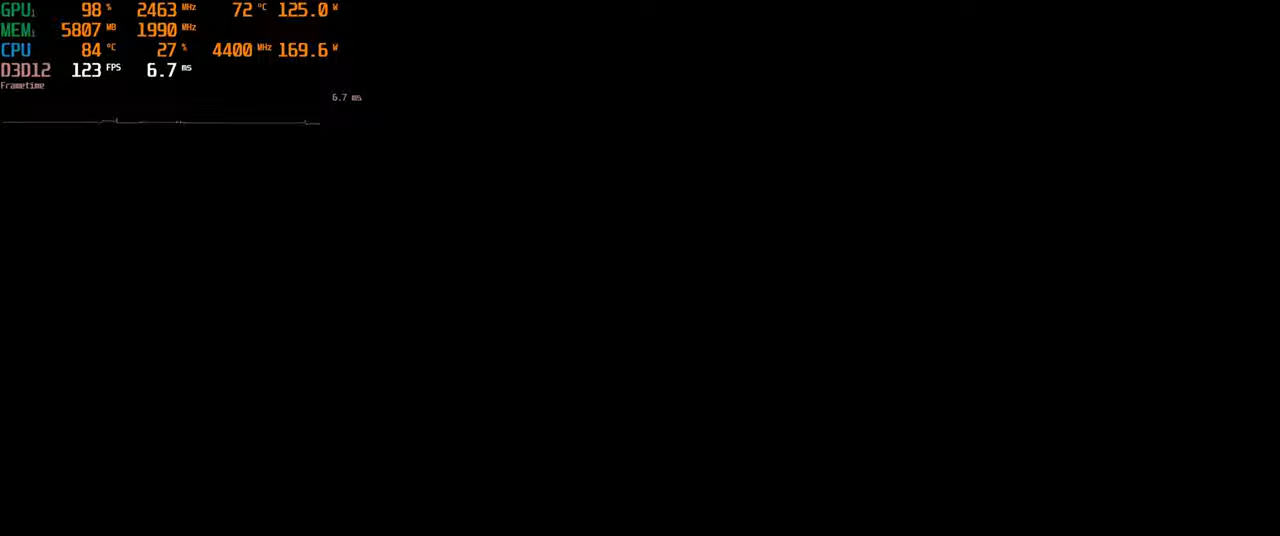 GPU1 98 % 2463 MHz 72 °C 125.0 W
MEM1 5807 MB 1990 MHz
CPU 84 °C 27 % 4400 MHz 169.6 W
D3D12 123 FPS 6.7 ms
Frametime
6.7 ms